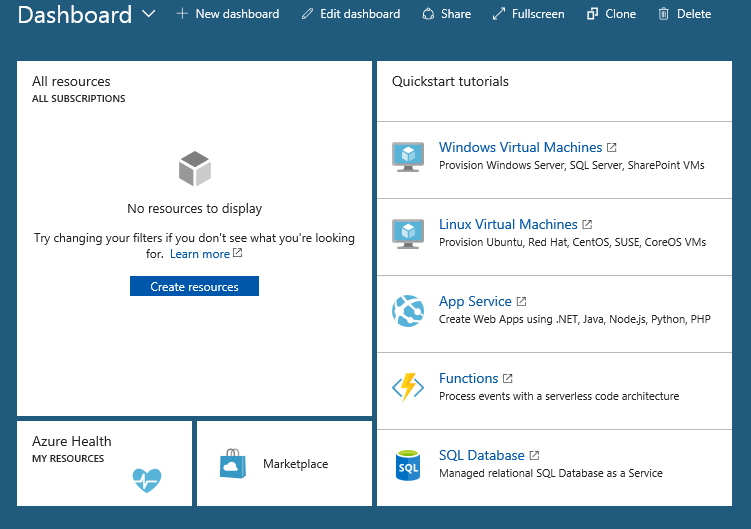 Dashboard
New dashboard
Edit dashboard
Share
Fullscreen
Clone
Delete
All resources
ALL SUBSCRIPTIONS
No resources to display
Try changing your filters if you don't see what you're looking
for. Learn more
Create resources
Azure Health
MY RESOURCES
Marketplace
Quickstart tutorials
Windows Virtual Machines
Provision Windows Server, SQL Server, SharePoint VMs
Linux Virtual Machines
Provision Ubuntu, Red Hat, CentOS, SUSE, CoreOS VMs
App Service
Create Web Apps using .NET, Java, Node.js, Python, PHP
Functions
Process events with a serverless code architecture
SQL
SQL Database
Managed relational SQL Database as a Service